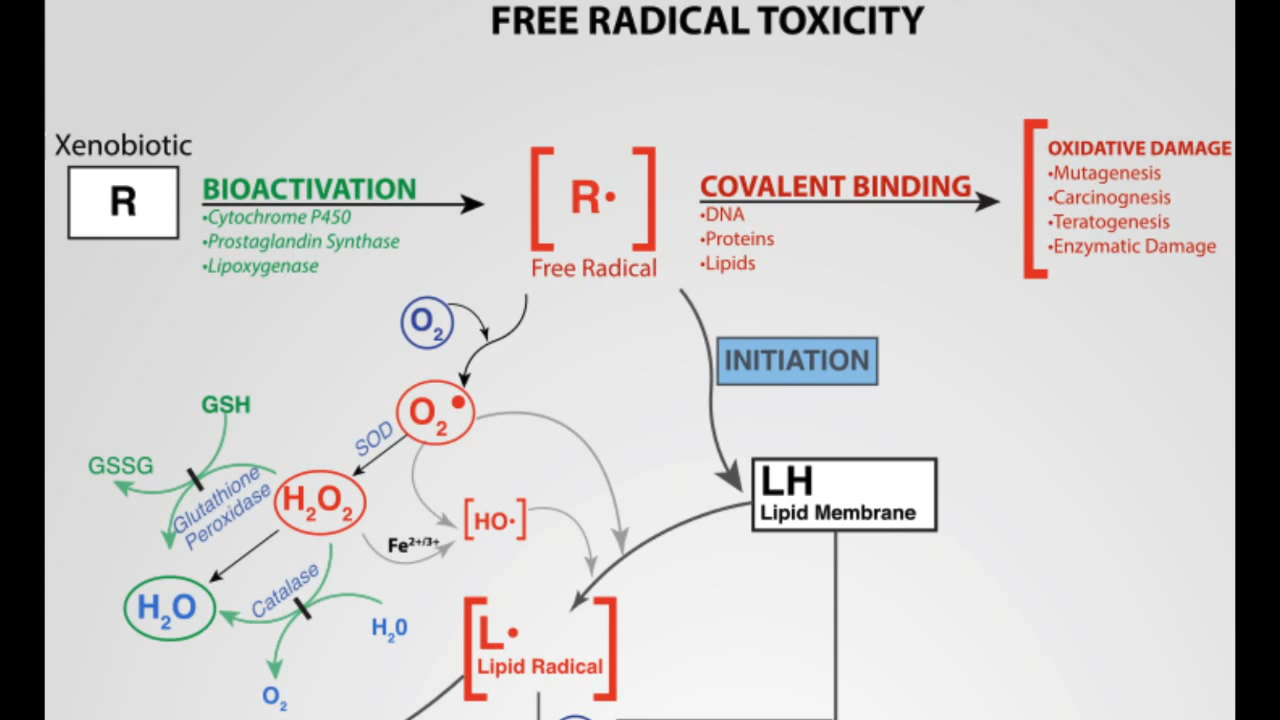 FREE RADICAL TOXICITY
Xenobiotic
R
BIOACTIVATION
•Cytochrome P450
•Prostaglandin Synthase
•Lipoxygenase
R•
Free Radical
COVALENT BINDING
•DNA
•Proteins
•Lipids
OXIDATIVE DAMAGE
•Mutagenesis
•Carcinognesis
•Teratogenesis
•Enzymatic Damage
O₂
INITIATION
O₂•
GSH
SOD
GSSG
Glutathione
Peroxidase
H₂O₂
HO•
Fe²⁺/³⁺
LH
Lipid Membrane
H₂O
Catalase
H₂0
L•
Lipid Radical
O₂